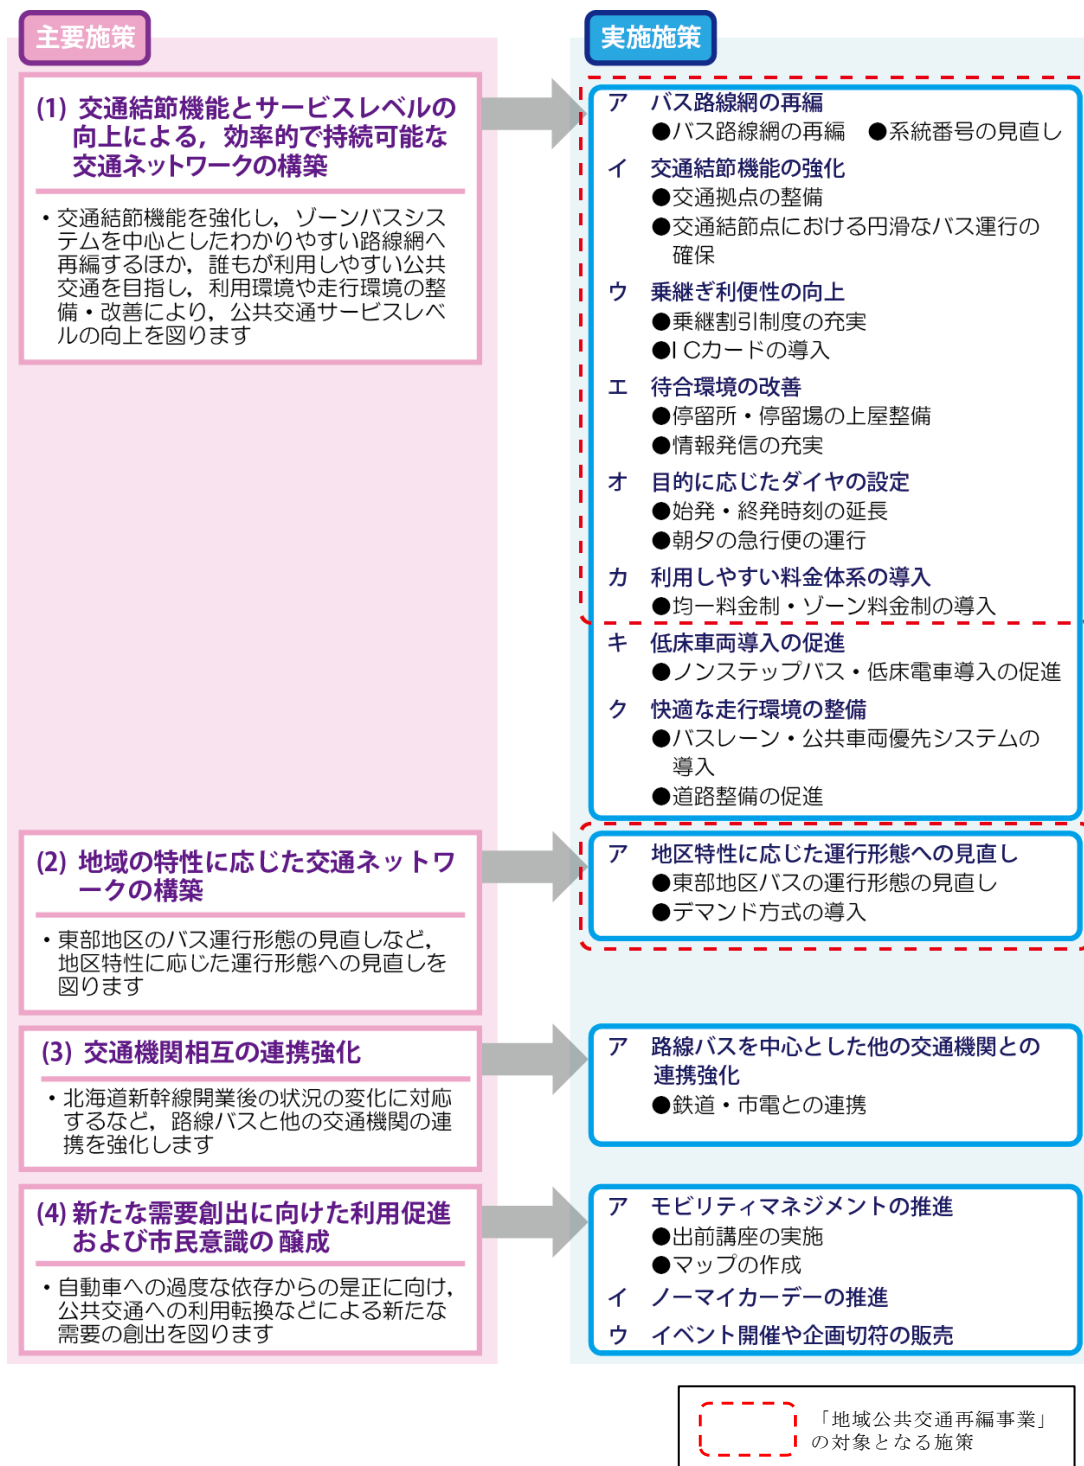 主要施策
実施施策
(1) 交通結節機能とサービスレベルの
向上による，効率的で持続可能な
交通ネットワークの構築
・交通結節機能を強化し，ゾーンバスシス
テムを中心としたわかりやすい路線網へ
再編するほか，誰もが利用しやすい公共
交通を目指し，利用環境や走行環境の整
備・改善により，公共交通サービスレベ
ルの向上を図ります
ア　バス路線網の再編
●バス路線網の再編　●系統番号の見直し
イ　交通結節機能の強化
●交通拠点の整備
●交通結節点における円滑なバス運行の
確保
ウ　乗継ぎ利便性の向上
●乗継割引制度の充実
●ＩＣカードの導入
エ　待合環境の改善
●停留所・停留場の上屋整備
●情報発信の充実
オ　目的に応じたダイヤの設定
●始発・終発時刻の延長
●朝夕の急行便の運行
カ　利用しやすい料金体系の導入
●均一料金制・ゾーン料金制の導入
キ　低床車両導入の促進
●ノンステップバス・低床電車導入の促進
ク　快適な走行環境の整備
●バスレーン・公共車両優先システムの
導入
●道路整備の促進
(2) 地域の特性に応じた交通ネットワ
ークの構築
・東部地区のバス運行形態の見直しなど，
地区特性に応じた運行形態への見直しを
図ります
ア　地区特性に応じた運行形態への見直し
●東部地区バスの運行形態の見直し
●デマンド方式の導入
(3) 交通機関相互の連携強化
・北海道新幹線開業後の状況の変化に対応
するなど，路線バスと他の交通機関の連
携を強化します
ア　路線バスを中心とした他の交通機関との
連携強化
●鉄道・市電との連携
(4) 新たな需要創出に向けた利用促進
および市民意識の醸成
・自動車への過度な依存からの是正に向け，
公共交通への利用転換などによる新たな
需要の創出を図ります
ア　モビリティマネジメントの推進
●出前講座の実施
●マップの作成
イ　ノーマイカーデーの推進
ウ　イベント開催や企画切符の販売
「地域公共交通再編事業」
の対象となる施策